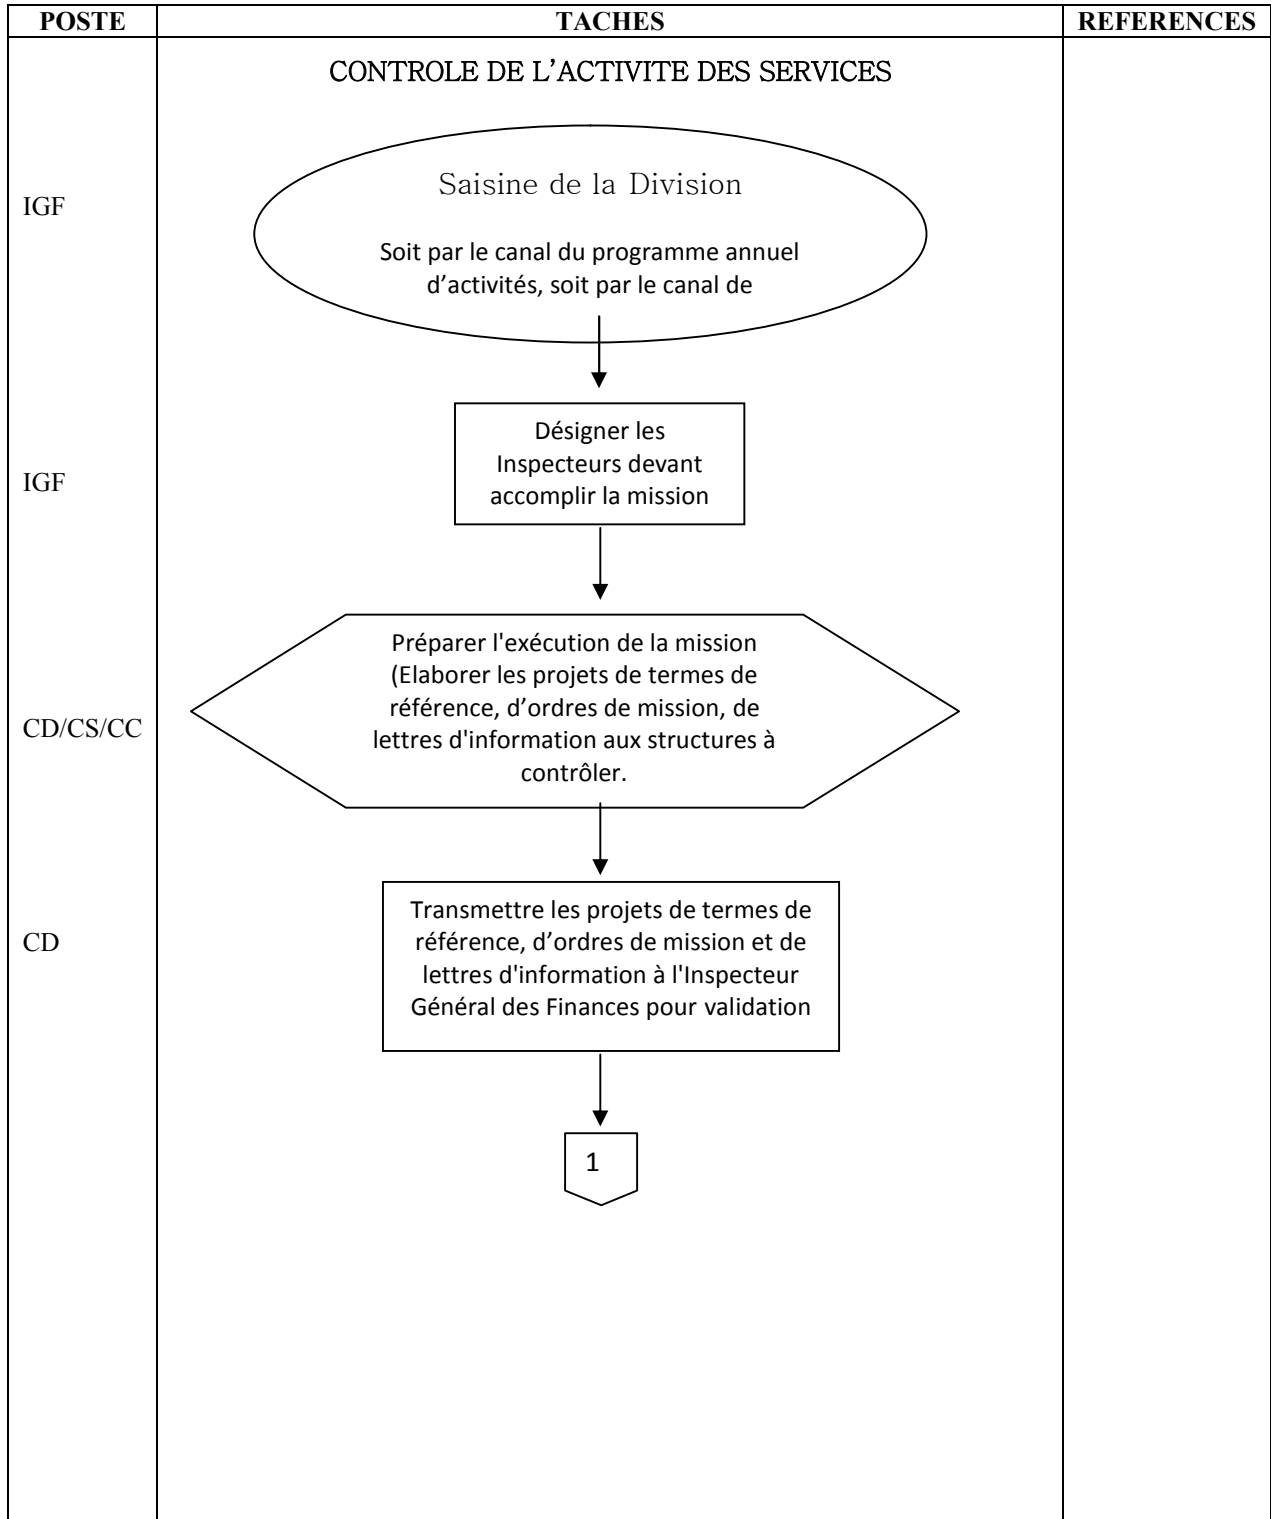 POSTE TACHES REFERENCES
CONTROLE DE L’ACTIVITE DES SERVICES
IGF
Saisine de la Division
Soit par le canal du programme annuel
d’activités, soit par le canal de
IGF
Désigner les
Inspecteurs devant
accomplir la mission
CD/CS/CC
Préparer l'exécution de la mission
(Elaborer les projets de termes de
référence, d’ordres de mission, de
lettres d'information aux structures à
contrôler.
CD
Transmettre les projets de termes de
référence, d’ordres de mission et de
lettres d'information à l'Inspecteur
Général des Finances pour validation
1